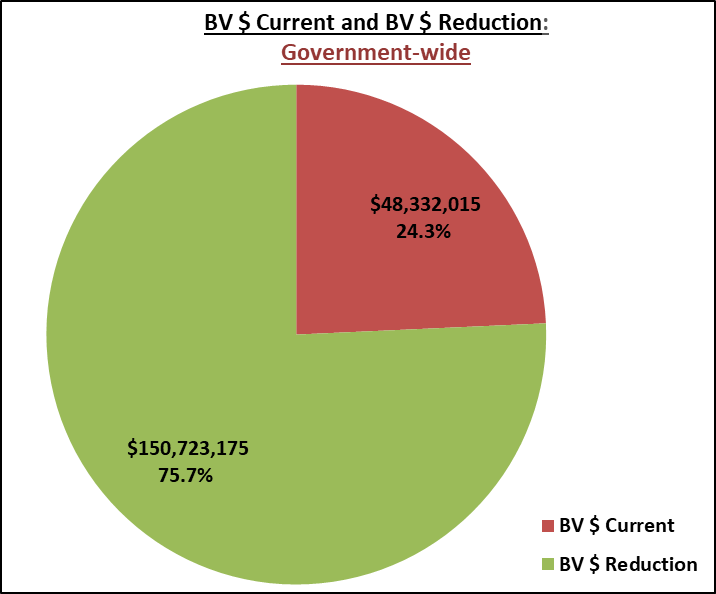 BV $ Current and BV $ Reduction:
Government-wide
$48,332,015
24.3%
$150,723,175
75.7%
BV $ Current
BV $ Reduction